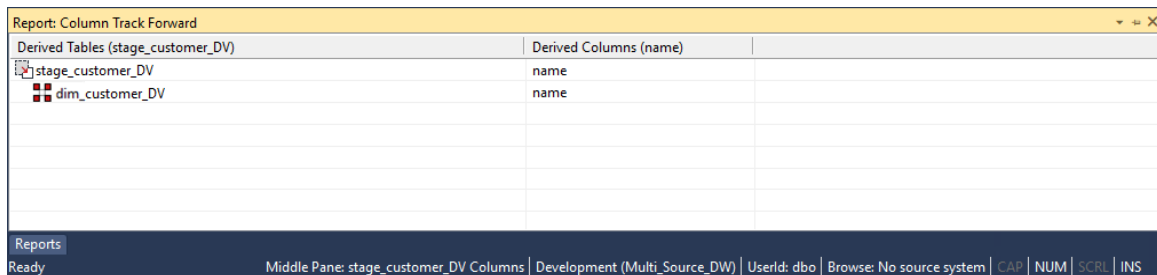 Report: Column Track Forward
Derived Tables (stage_customer_DV) Derived Columns (name)
stage_customer_DV name
dim_customer_DV name
Reports
Ready Middle Pane: stage_customer_DV Columns Development (Multi_Source_DW) UserId: dbo Browse: No source system CAP NUM SCRL INS